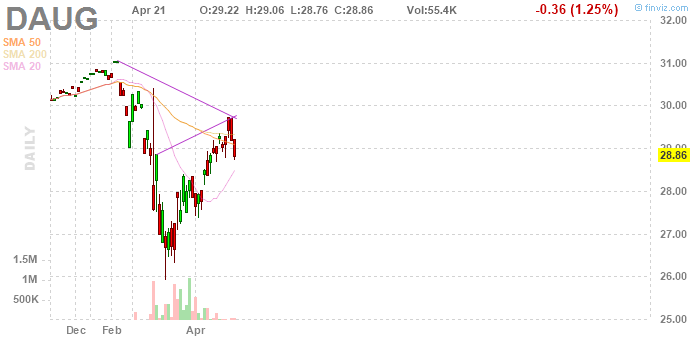 DAUG
Apr 21 O:29.22 H:29.06 L:28.76 C:28.86 Vol:55.4K -0.36 (1.25%)
© finviz.com
SMA 50
SMA 200
SMA 20
DAILY
32.00
31.00
30.00
29.00
28.86
28.00
27.00
26.00
25.00
1.5M
1M
500K
Dec Feb Apr